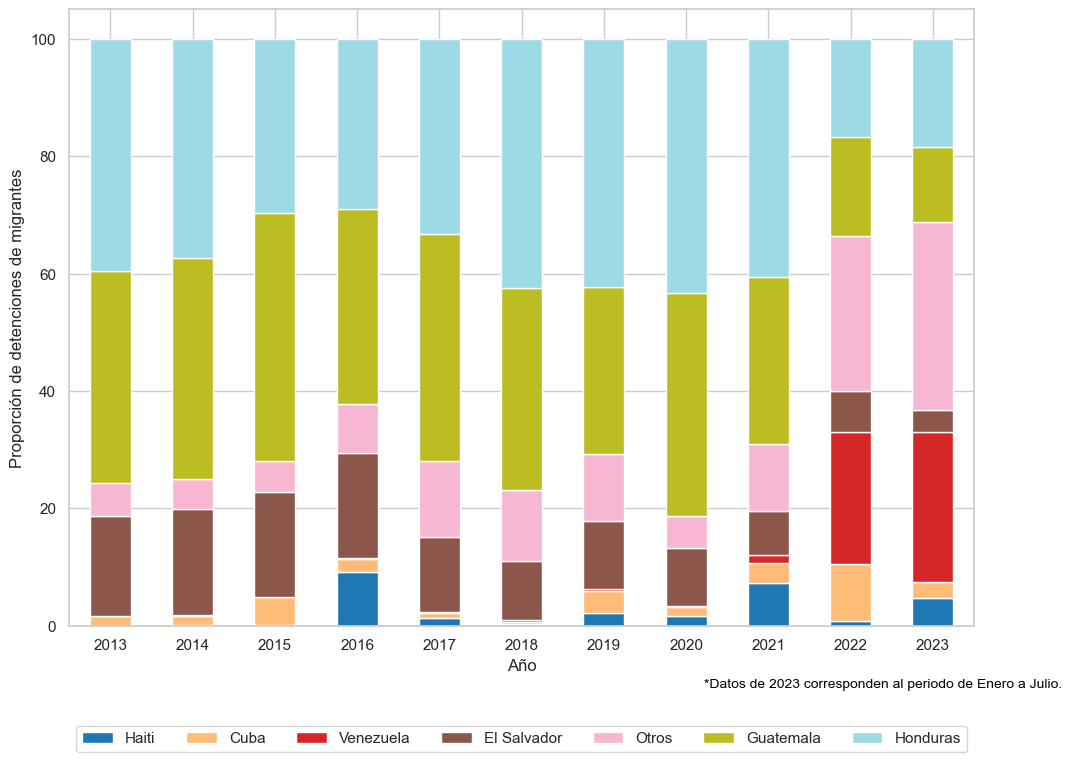 Proporción de detenciones de migrantes
100
80
60
40
20
0
2013 2014 2015 2016 2017 2018 2019 2020 2021 2022 2023
Año
*Datos de 2023 corresponden al periodo de Enero a Julio.
Haiti Cuba Venezuela El Salvador Otros Guatemala Honduras